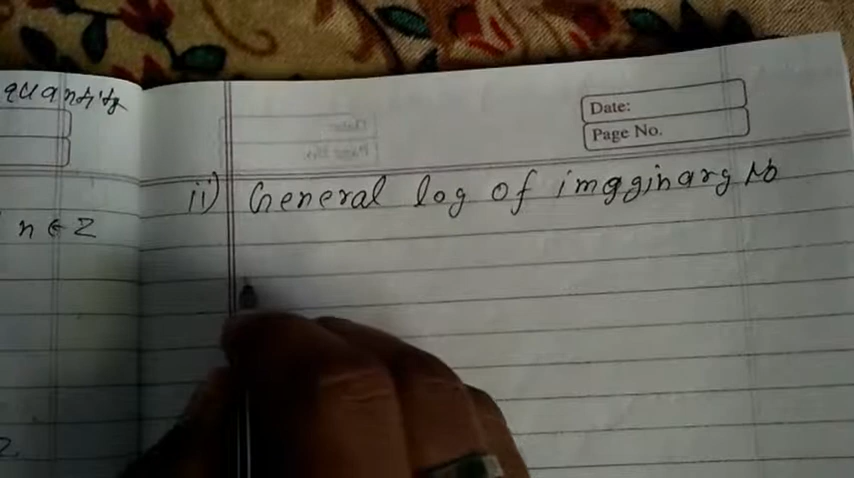 quantity
n ∈ Z
Date:
Page No.
ii) General log of imgginary No